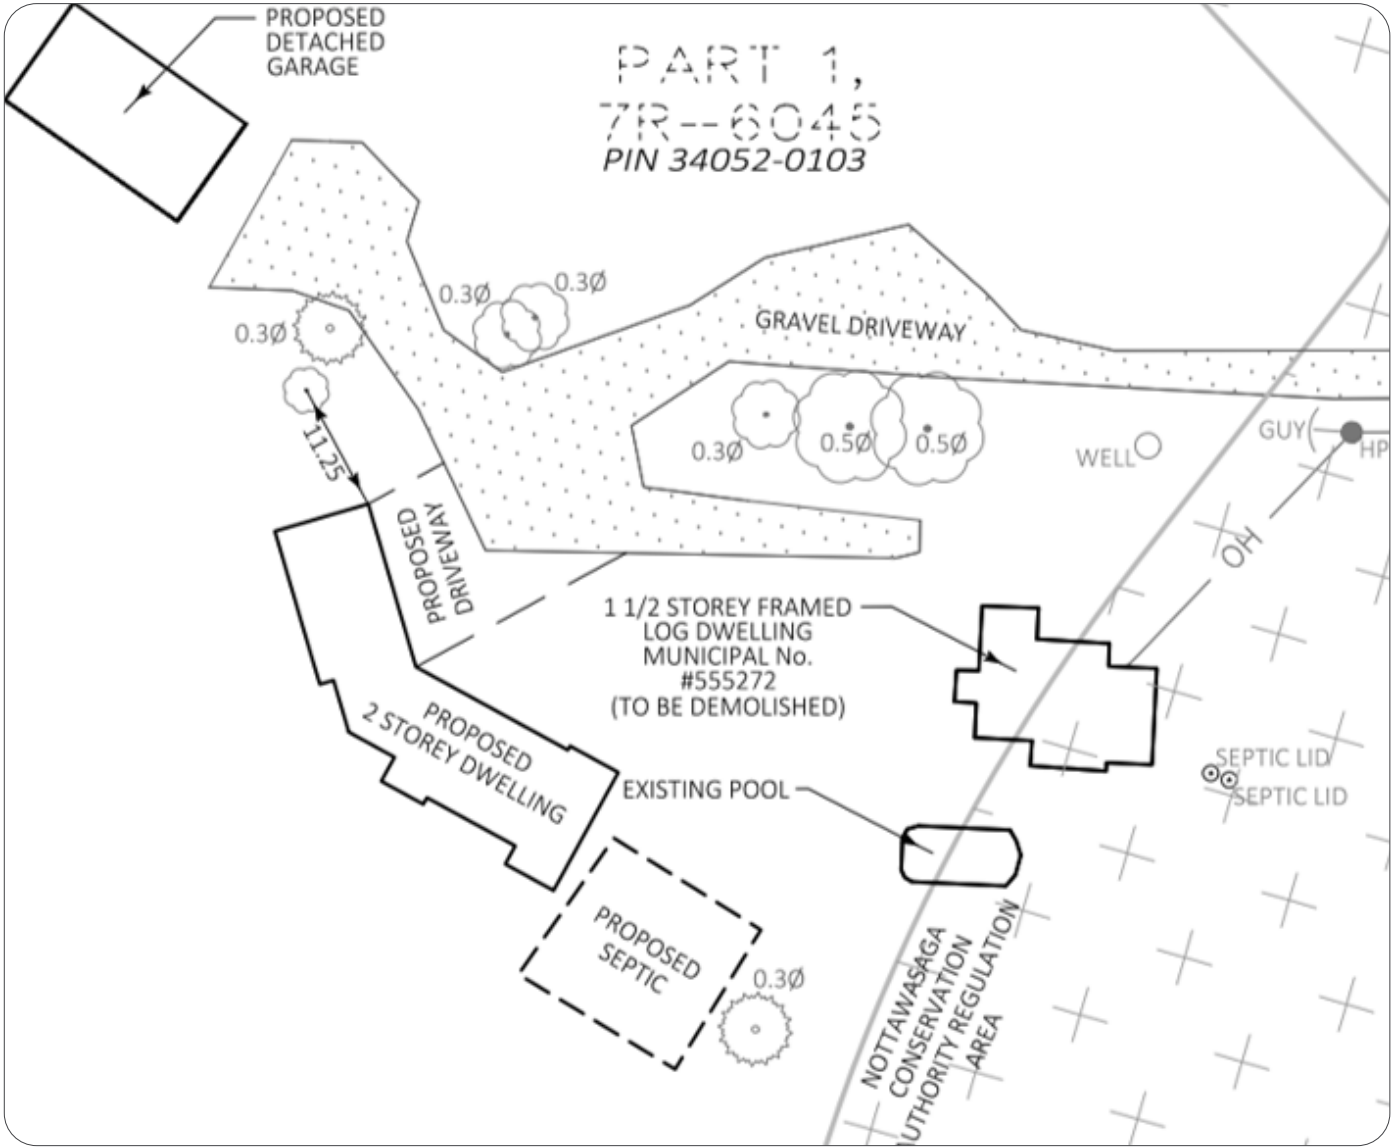 PROPOSED
DETACHED
GARAGE
PART 1,
7R--6045
PIN 34052-0103
0.3Ø
0.3Ø
0.3Ø
GRAVEL DRIVEWAY
11.25
0.3Ø
0.5Ø
0.5Ø
WELL
GUY
HP
OH
PROPOSED
DRIVEWAY
1 1/2 STOREY FRAMED
LOG DWELLING
MUNICIPAL No.
#555272
(TO BE DEMOLISHED)
PROPOSED
2 STOREY DWELLING
EXISTING POOL
SEPTIC LID
SEPTIC LID
PROPOSED
SEPTIC
0.3Ø
NOTTAWASAGA
CONSERVATION
AUTHORITY REGULATION
AREA